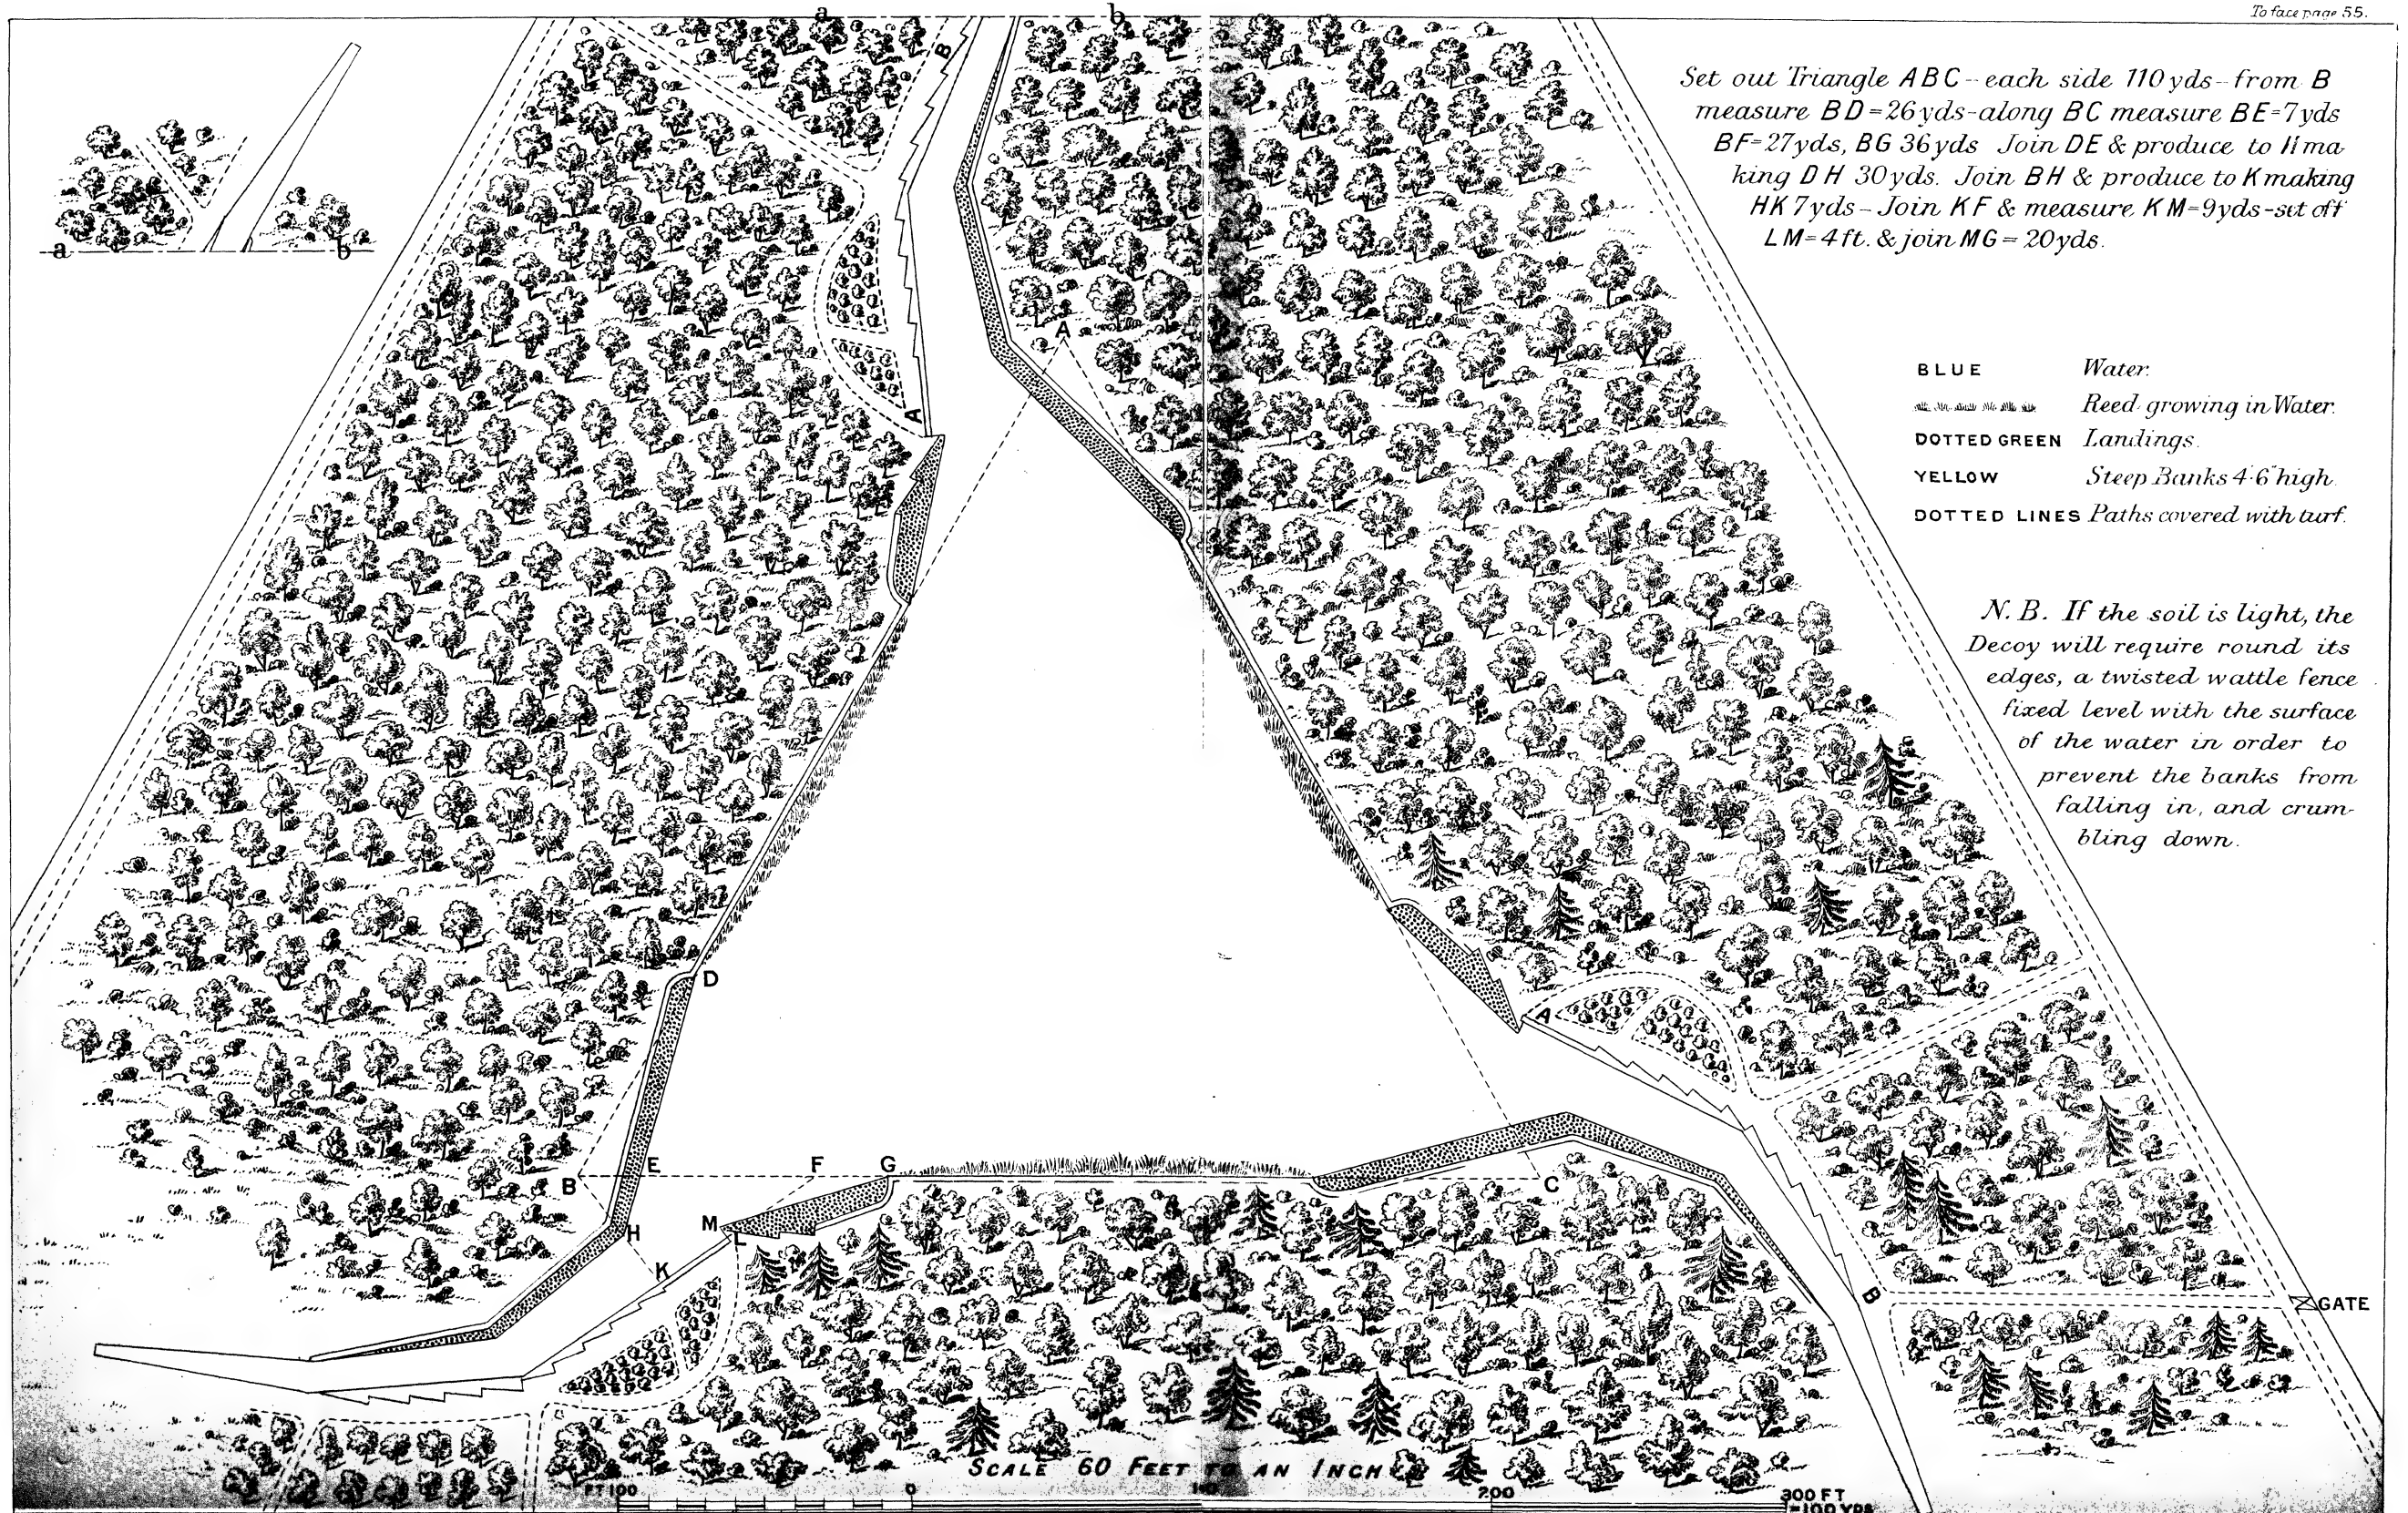 To face page 55.
a
b
B
Set out Triangle ABC - each side 110 yds - from B
measure BD = 26 yds - along BC measure BE = 7 yds
BF = 27 yds, BG 36 yds Join DE & produce to H ma
king DH 30 yds. Join BH & produce to K making
HK 7 yds - Join KF & measure KM = 9 yds - set off
LM = 4 ft. & join MG = 20 yds.
a
b
A
A
BLUE Water.
Reed growing in Water.
DOTTED GREEN Landings.
YELLOW Steep Banks 4·6" high.
DOTTED LINES Paths covered with turf.
N.B. If the soil is light, the
Decoy will require round its
edges, a twisted wattle fence
fixed level with the surface
of the water in order to
prevent the banks from
falling in, and crum-
bling down.
D
A
E
F
G
B
C
M
H
L
K
B
GATE
SCALE 60 FEET TO AN INCH
FT 100
0
100
200
300 FT
=100 YDS